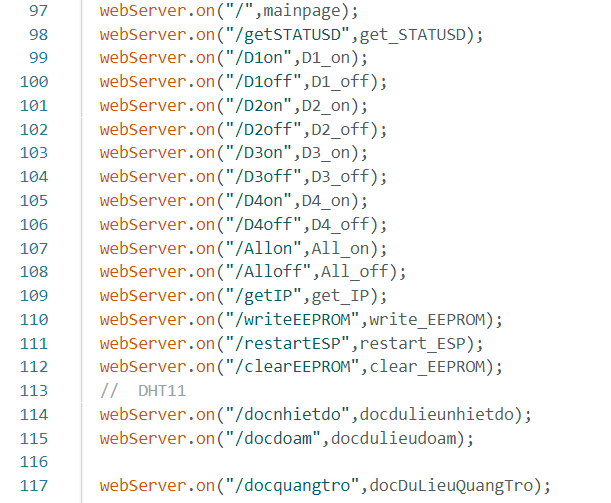 97 webServer.on("/",mainpage);
98 webServer.on("/getSTATUSD",get_STATUSD);
99 webServer.on("/D1on",D1_on);
100 webServer.on("/D1off",D1_off);
101 webServer.on("/D2on",D2_on);
102 webServer.on("/D2off",D2_off);
103 webServer.on("/D3on",D3_on);
104 webServer.on("/D3off",D3_off);
105 webServer.on("/D4on",D4_on);
106 webServer.on("/D4off",D4_off);
107 webServer.on("/Allon",All_on);
108 webServer.on("/Alloff",All_off);
109 webServer.on("/getIP",get_IP);
110 webServer.on("/writeEEPROM",write_EEPROM);
111 webServer.on("/restartESP",restart_ESP);
112 webServer.on("/clearEEPROM",clear_EEPROM);
113 //  DHT11
114 webServer.on("/docnhietdo",docdulieunhietdo);
115 webServer.on("/docdoam",docdulieudoam);
116
117 webServer.on("/docquangtro",docDuLieuQuangTro);